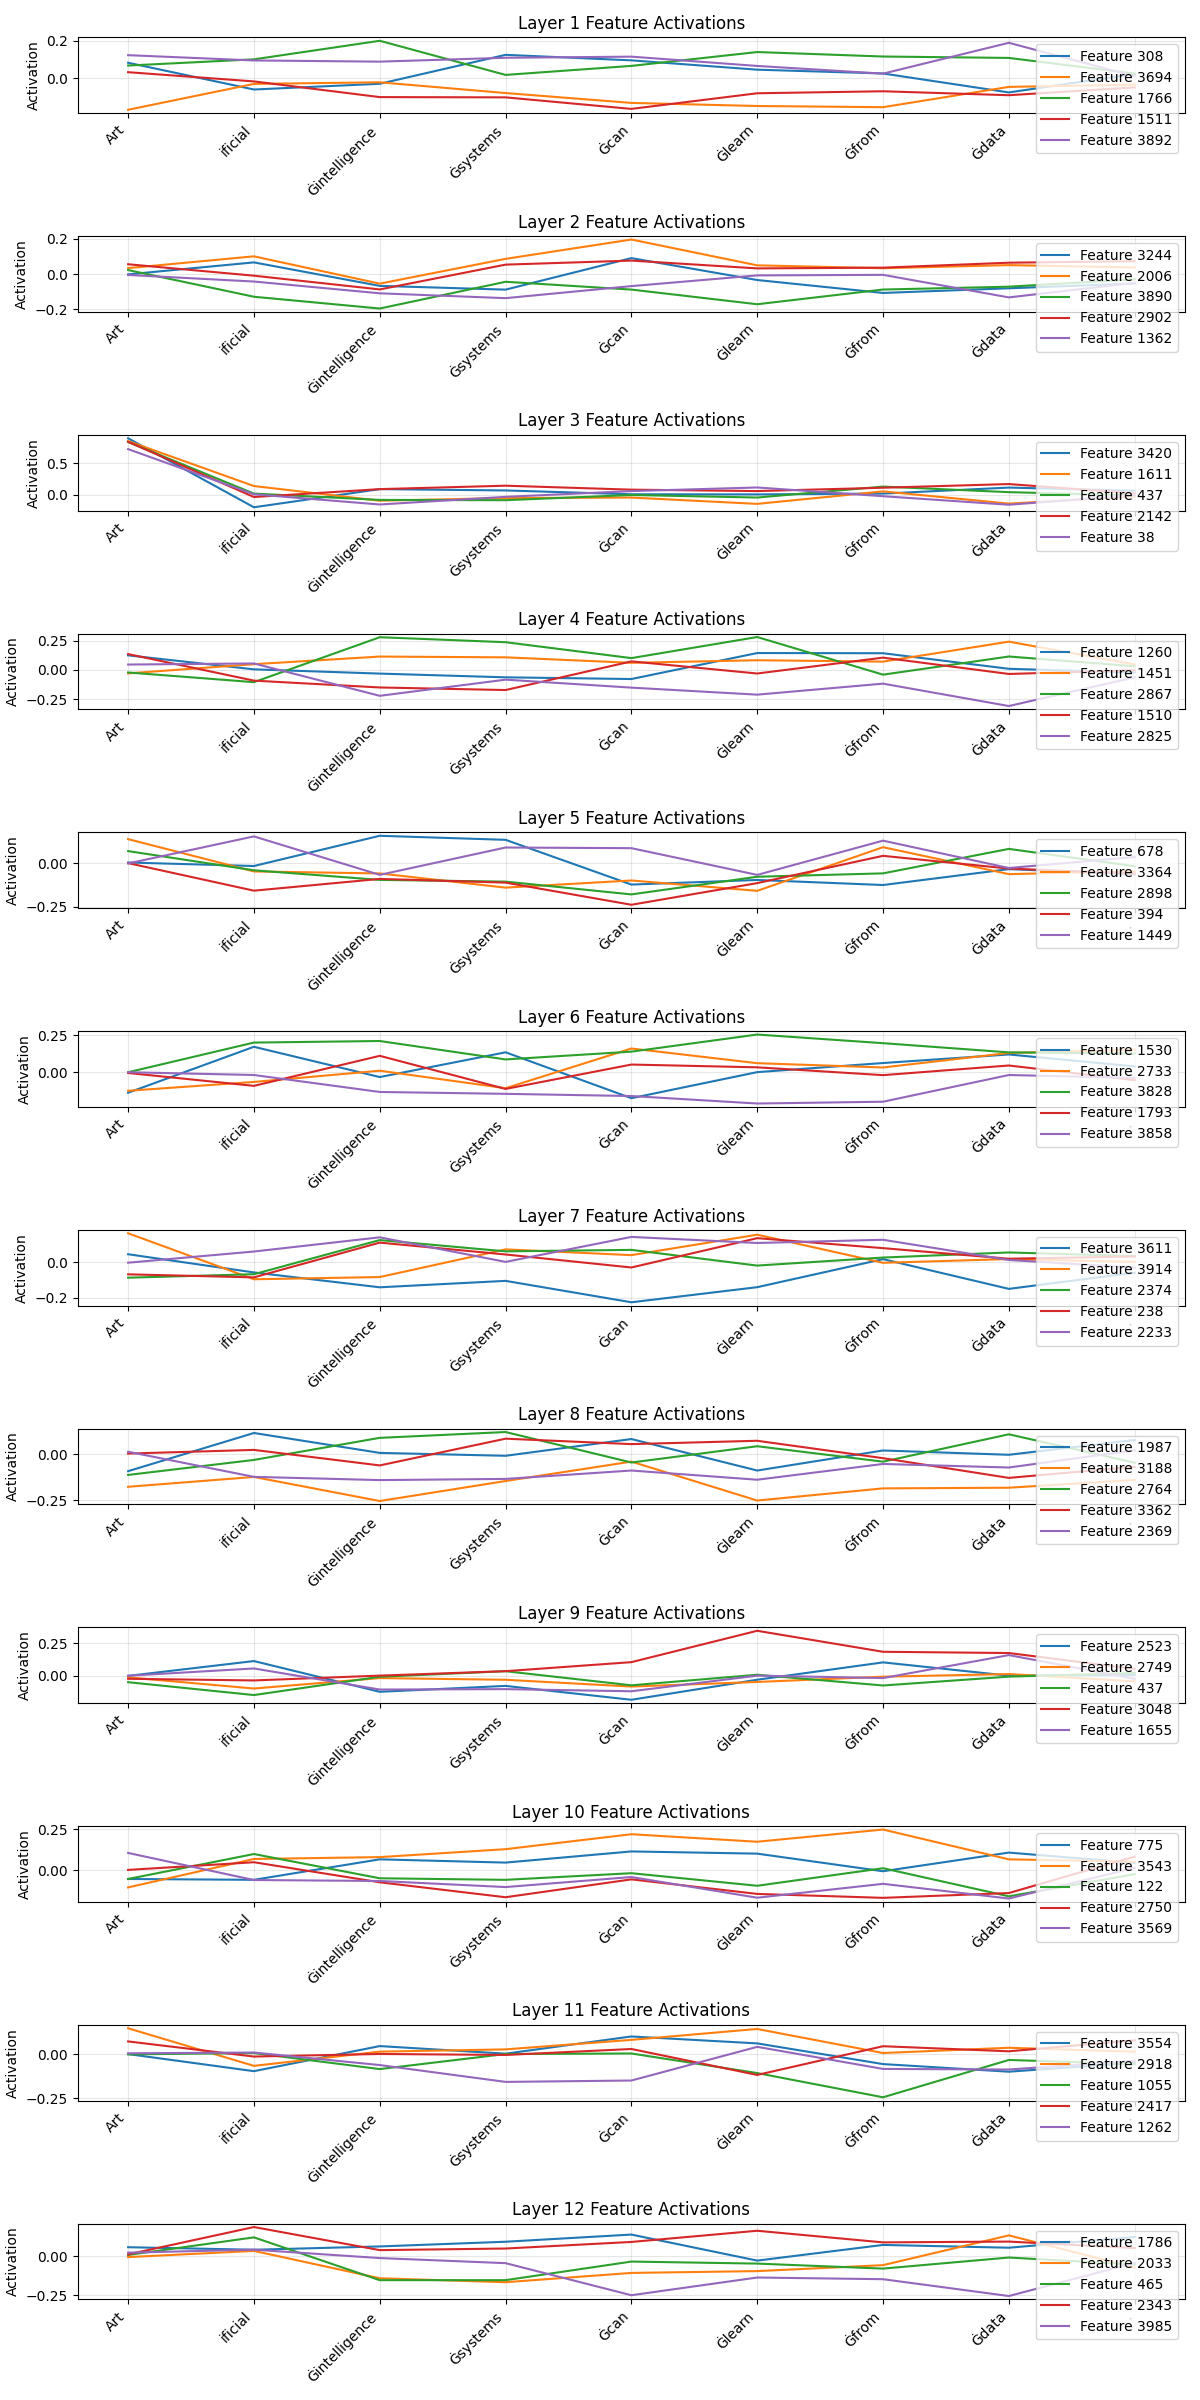 Layer 1 Feature Activations
Activation
0.2
0.0
Feature 308
Feature 3694
Feature 1766
Feature 1511
Feature 3892
Art
ificial
Ġintelligence
Ġsystems
Ġcan
Ġlearn
Ġfrom
Ġdata
Layer 2 Feature Activations
Activation
0.2
0.0
−0.2
Feature 3244
Feature 2006
Feature 3890
Feature 2902
Feature 1362
Art
ificial
Ġintelligence
Ġsystems
Ġcan
Ġlearn
Ġfrom
Ġdata
Layer 3 Feature Activations
Activation
0.5
0.0
Feature 3420
Feature 1611
Feature 437
Feature 2142
Feature 38
Art
ificial
Ġintelligence
Ġsystems
Ġcan
Ġlearn
Ġfrom
Ġdata
Layer 4 Feature Activations
Activation
0.25
0.00
−0.25
Feature 1260
Feature 1451
Feature 2867
Feature 1510
Feature 2825
Art
ificial
Ġintelligence
Ġsystems
Ġcan
Ġlearn
Ġfrom
Ġdata
Layer 5 Feature Activations
Activation
0.00
−0.25
Feature 678
Feature 3364
Feature 2898
Feature 394
Feature 1449
Art
ificial
Ġintelligence
Ġsystems
Ġcan
Ġlearn
Ġfrom
Ġdata
Layer 6 Feature Activations
Activation
0.25
0.00
Feature 1530
Feature 2733
Feature 3828
Feature 1793
Feature 3858
Art
ificial
Ġintelligence
Ġsystems
Ġcan
Ġlearn
Ġfrom
Ġdata
Layer 7 Feature Activations
Activation
0.0
−0.2
Feature 3611
Feature 3914
Feature 2374
Feature 238
Feature 2233
Art
ificial
Ġintelligence
Ġsystems
Ġcan
Ġlearn
Ġfrom
Ġdata
Layer 8 Feature Activations
Activation
0.00
−0.25
Feature 1987
Feature 3188
Feature 2764
Feature 3362
Feature 2369
Art
ificial
Ġintelligence
Ġsystems
Ġcan
Ġlearn
Ġfrom
Ġdata
Layer 9 Feature Activations
Activation
0.25
0.00
Feature 2523
Feature 2749
Feature 437
Feature 3048
Feature 1655
Art
ificial
Ġintelligence
Ġsystems
Ġcan
Ġlearn
Ġfrom
Ġdata
Layer 10 Feature Activations
Activation
0.25
0.00
Feature 775
Feature 3543
Feature 122
Feature 2750
Feature 3569
Art
ificial
Ġintelligence
Ġsystems
Ġcan
Ġlearn
Ġfrom
Ġdata
Layer 11 Feature Activations
Activation
0.00
−0.25
Feature 3554
Feature 2918
Feature 1055
Feature 2417
Feature 1262
Art
ificial
Ġintelligence
Ġsystems
Ġcan
Ġlearn
Ġfrom
Ġdata
Layer 12 Feature Activations
Activation
0.00
−0.25
Feature 1786
Feature 2033
Feature 465
Feature 2343
Feature 3985
Art
ificial
Ġintelligence
Ġsystems
Ġcan
Ġlearn
Ġfrom
Ġdata